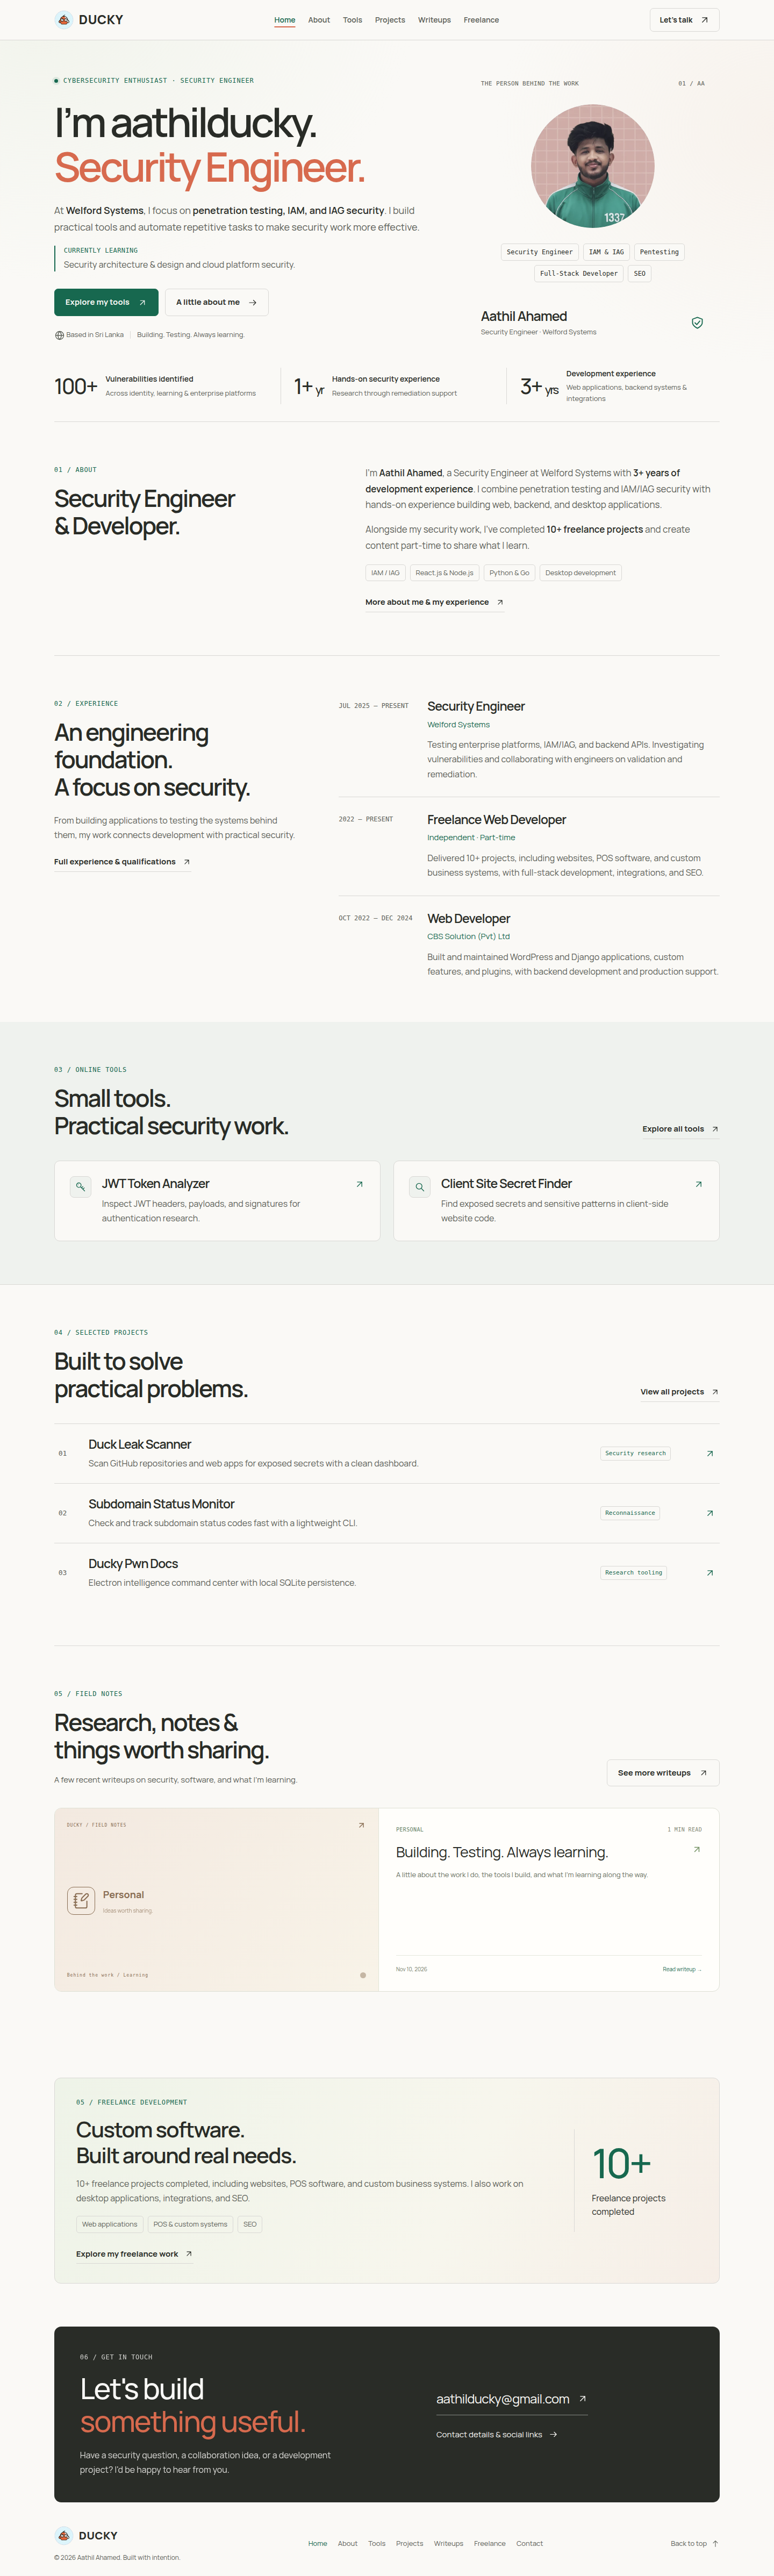 DUCKY
Home About Tools Projects Writeups Freelance
Let's talk
CYBERSECURITY ENTHUSIAST · SECURITY ENGINEER
I'm aathilducky.
Security Engineer.
At Welford Systems, I focus on penetration testing, IAM, and IAG security. I build
practical tools and automate repetitive tasks to make security work more effective.
CURRENTLY LEARNING
Security architecture & design and cloud platform security.
Explore my tools
A little about me
Based in Sri Lanka
Building. Testing. Always learning.
THE PERSON BEHIND THE WORK
01 / AA
1337
Security Engineer
IAM & IAG
Pentesting
Full-Stack Developer
SEO
Aathil Ahamed
Security Engineer · Welford Systems
100+
Vulnerabilities identified
Across identity, learning & enterprise platforms
1+ yr
Hands-on security experience
Research through remediation support
3+ yrs
Development experience
Web applications, backend systems &
integrations
01 / ABOUT
Security Engineer
& Developer.
I'm Aathil Ahamed, a Security Engineer at Welford Systems with 3+ years of
development experience. I combine penetration testing and IAM/IAG security with
hands-on experience building web, backend, and desktop applications.
Alongside my security work, I've completed 10+ freelance projects and create
content part-time to share what I learn.
IAM / IAG
React.js & Node.js
Python & Go
Desktop development
More about me & my experience
02 / EXPERIENCE
An engineering
foundation.
A focus on security.
From building applications to testing the systems behind
them, my work connects development with practical security.
Full experience & qualifications
JUL 2025 — PRESENT
Security Engineer
Welford Systems
Testing enterprise platforms, IAM/IAG, and backend APIs. Investigating
vulnerabilities and collaborating with engineers on validation and
remediation.
2022 — PRESENT
Freelance Web Developer
Independent · Part-time
Delivered 10+ projects, including websites, POS software, and custom
business systems, with full-stack development, integrations, and SEO.
OCT 2022 — DEC 2024
Web Developer
CBS Solution (Pvt) Ltd
Built and maintained WordPress and Django applications, custom
features, and plugins, with backend development and production support.
03 / ONLINE TOOLS
Small tools.
Practical security work.
Explore all tools
JWT Token Analyzer
Inspect JWT headers, payloads, and signatures for
authentication research.
Client Site Secret Finder
Find exposed secrets and sensitive patterns in client-side
website code.
04 / SELECTED PROJECTS
Built to solve
practical problems.
View all projects
01
Duck Leak Scanner
Scan GitHub repositories and web apps for exposed secrets with a clean dashboard.
Security research
02
Subdomain Status Monitor
Check and track subdomain status codes fast with a lightweight CLI.
Reconnaissance
03
Ducky Pwn Docs
Electron intelligence command center with local SQLite persistence.
Research tooling
05 / FIELD NOTES
Research, notes &
things worth sharing.
A few recent writeups on security, software, and what I'm learning.
See more writeups
DUCKY / FIELD NOTES
Personal
Ideas worth sharing
Behind the work / Learning
PERSONAL
1 MIN READ
Building. Testing. Always learning.
A little about the work I do, the tools I build, and what I'm learning along the way.
Nov 10, 2026
Read writeup →
05 / FREELANCE DEVELOPMENT
Custom software.
Built around real needs.
10+ freelance projects completed, including websites, POS software, and custom business systems. I also work on
desktop applications, integrations, and SEO.
Web applications
POS & custom systems
SEO
Explore my freelance work
10+
Freelance projects
completed
06 / GET IN TOUCH
Let's build
something useful.
Have a security question, a collaboration idea, or a development
project? I'd be happy to hear from you.
aathilducky@gmail.com
Contact details & social links
DUCKY
© 2026 Aathil Ahamed. Built with intention.
Home About Tools Projects Writeups Freelance Contact
Back to top